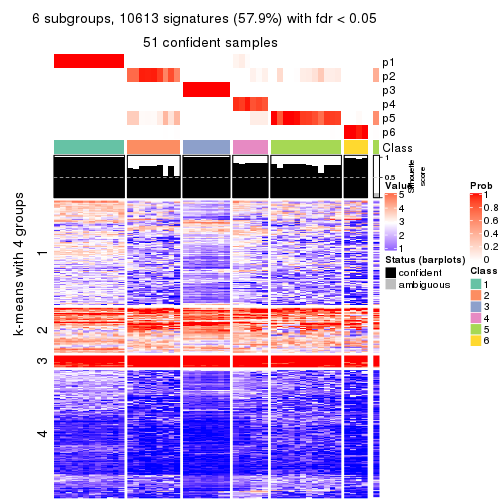 6 subgroups, 10613 signatures (57.9%) with fdr < 0.05
51 confident samples
p1
p2
p3
p4
p5
p6
Class
1
0.5
0
Silhouette
score
k-means with 4 groups
1
2
3
4
Value
5
4
3
2
1
Status (barplots)
confident
ambiguous
Prob
1
0.8
0.6
0.4
0.2
0
Class
1
2
3
4
5
6